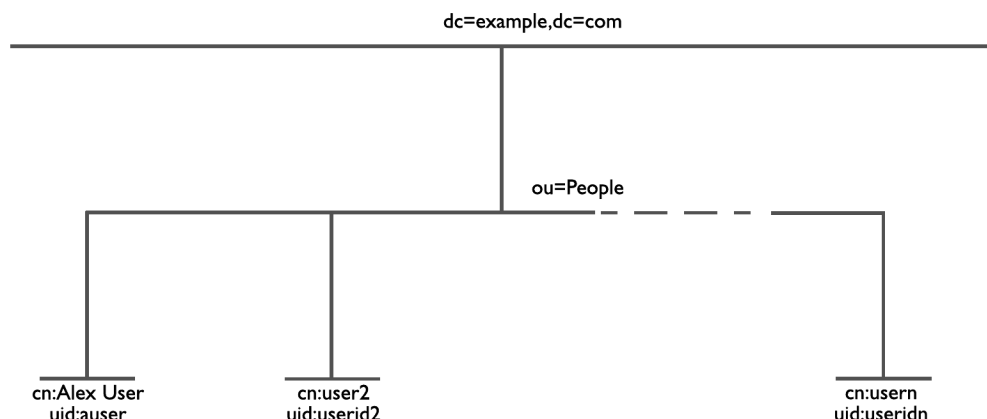 dc=example,dc=com
ou=People
cn:Alex User
uid:auser
cn:user2
uid:userid2
cn:usern
uid:useridn